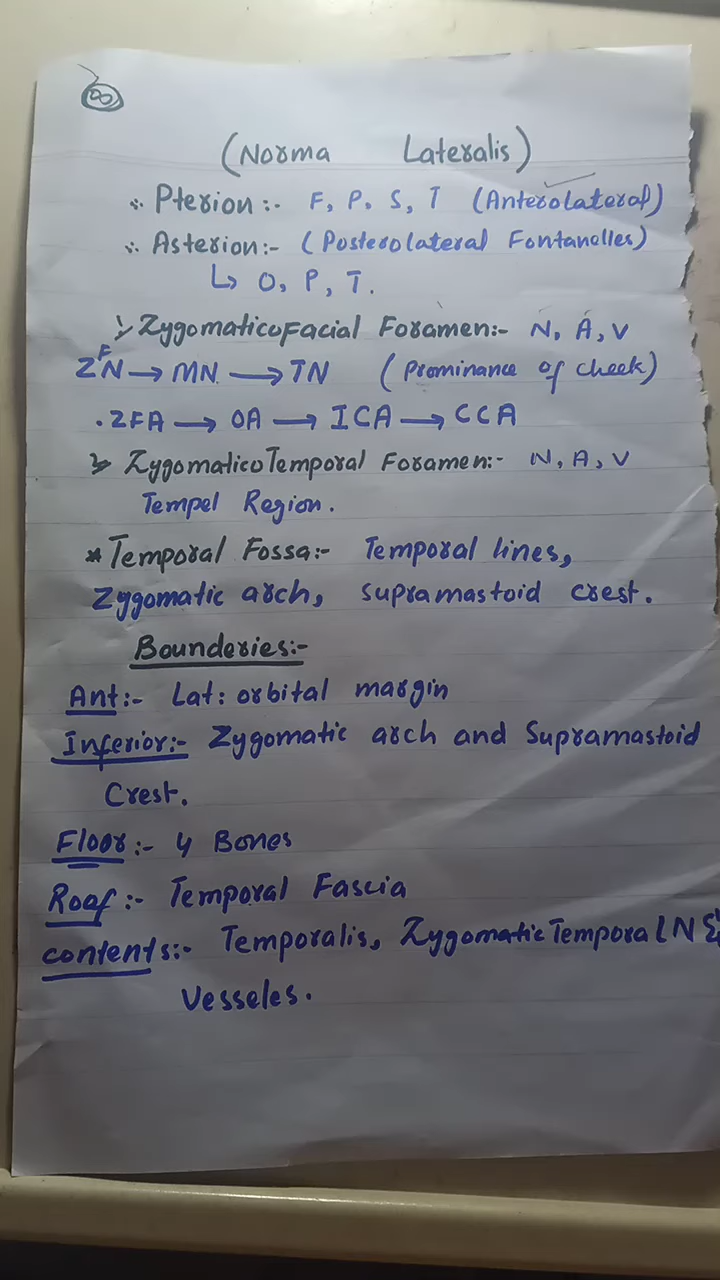 8
(Norma Lateralis)
∴ Pterion:- F, P, S, T (Anterolateral)
∴ Asterion:- (Posterolateral Fontanelles)
↳ O, P, T.
ZygomaticoFacial Foramen:- N, A, V
ZFN → MN → TN (Prominance of cheek)
.ZFA → OA → ICA → CCA
ZygomaticoTemporal Foramen:- N, A, V
Tempel Region.
* Temporal Fossa:- Temporal lines,
Zygomatic arch, supramastoid crest.
Bounderies:-
Ant:- Lat: orbital margin
Inferior:- Zygomatic arch and Supramastoid
Crest.
Floor:- 4 Bones
Roof:- Temporal Fascia
contents:- Temporalis, ZygomaticTemporal N &
Vesseles.